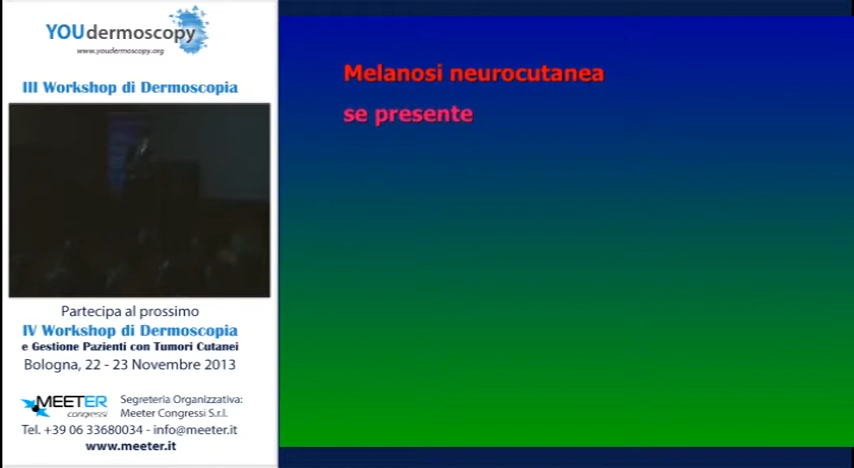 YOUdermoscopy
www.youdermoscopy.org
III Workshop di Dermoscopia
Partecipa al prossimo
IV Workshop di Dermoscopia
e Gestione Pazienti con Tumori Cutanei
Bologna, 22 - 23 Novembre 2013
MEETER
congressi
Segreteria Organizzativa:
Meeter Congressi S.r.l.
Tel. +39 06 33680034 - info@meeter.it
www.meeter.it
Melanosi neurocutanea
se presente